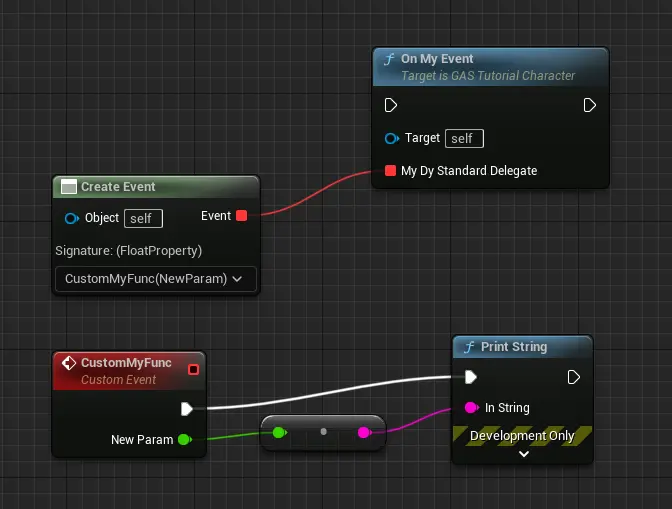 On My Event
Target is GAS Tutorial Character
Target self
My Dy Standard Delegate
Create Event
Object self Event
Signature: (FloatProperty)
CustomMyFunc(NewParam)
CustomMyFunc
Custom Event
New Param
Print String
In String
Development Only